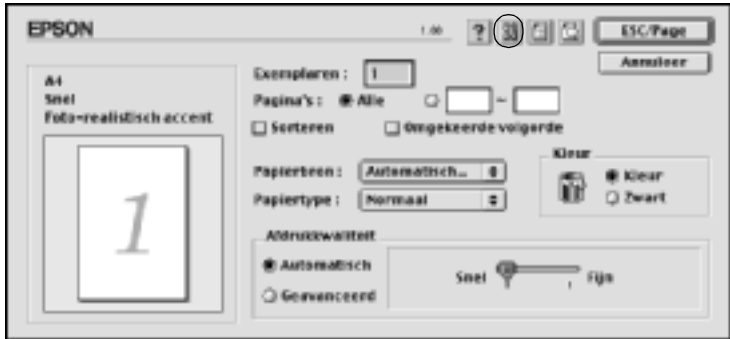 EPSON
1.00
?
ESC/Page
Annuleer
A4
Snel
Foto-realistisch accent
1
Exemplaren : 1
Pagina's : Alle ~
Sorteren Omgekeerde volgorde
Papierbron : Automatisch...
Papiertype : Normaal
Kleur
Kleur
Zwart
Afdrukkwaliteit
Automatisch
Geavanceerd
Snel Fijn